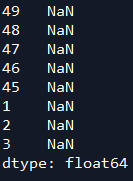 49 NaN
48 NaN
47 NaN
46 NaN
45 NaN
1 NaN
2 NaN
3 NaN
dtype: float64